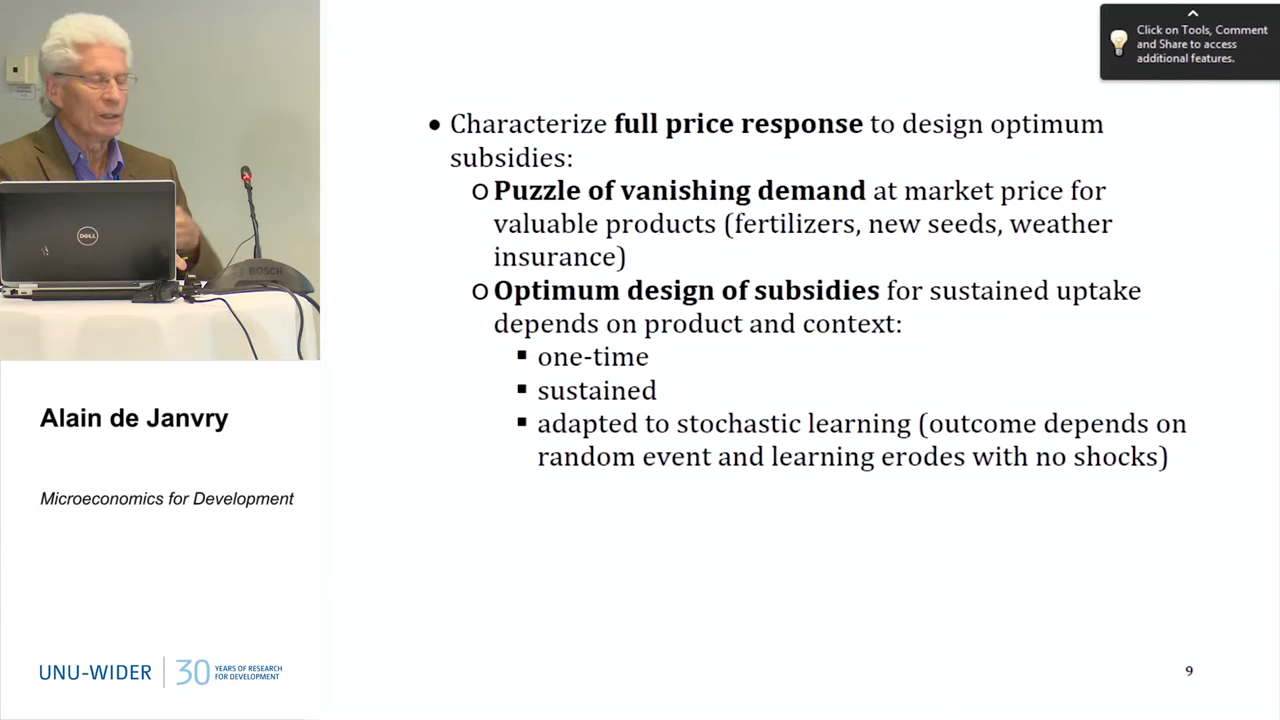 Click on Tools, Comment
and Share to access
additional features.
• Characterize full price response to design optimum
subsidies:
o Puzzle of vanishing demand at market price for
valuable products (fertilizers, new seeds, weather
insurance)
o Optimum design of subsidies for sustained uptake
depends on product and context:
▪ one-time
▪ sustained
▪ adapted to stochastic learning (outcome depends on
random event and learning erodes with no shocks)
DELL
BOSCH
Alain de Janvry
Microeconomics for Development
UNU-WIDER
30 YEARS OF RESEARCH
FOR DEVELOPMENT
9